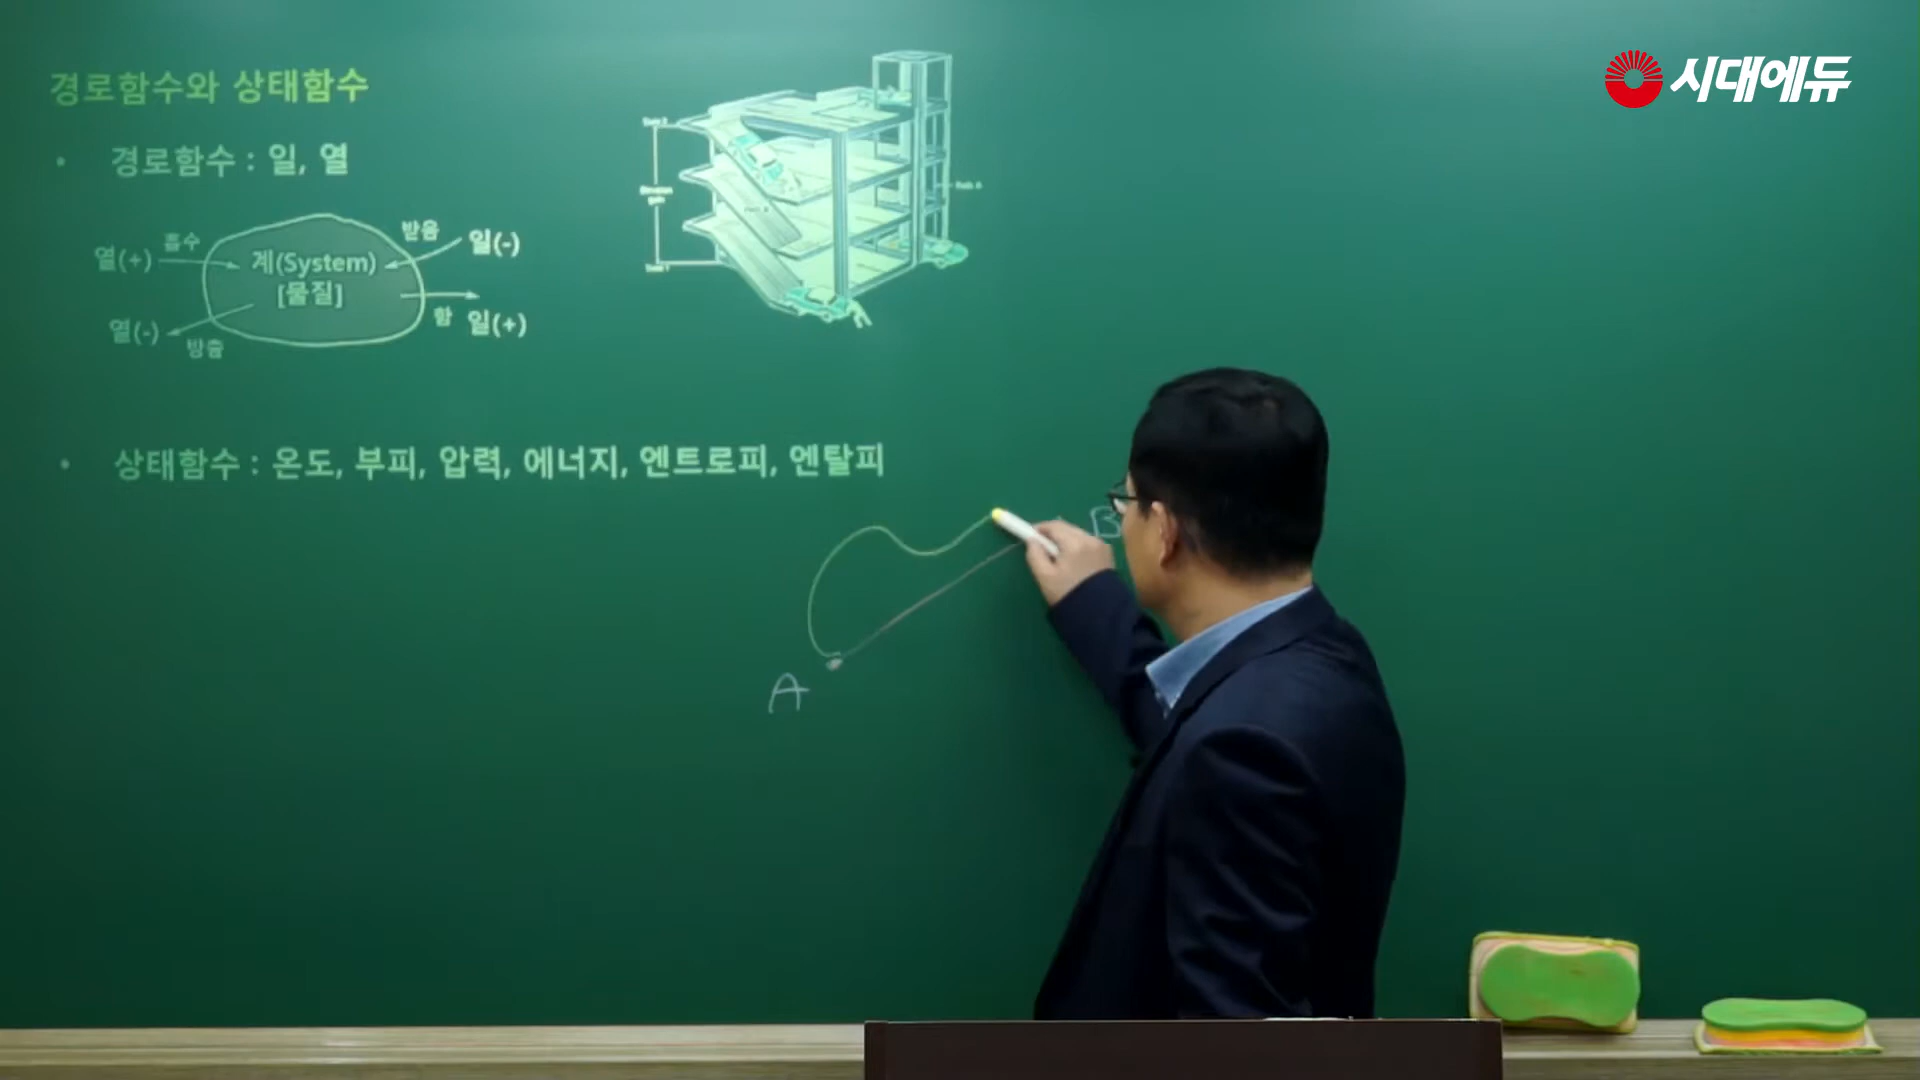 시대에듀
경로함수와 상태함수
• 경로함수 : 일, 열
열(+)
흡수
계(System)
[물질]
받음
일(-)
열(-)
방출
함
일(+)
• 상태함수 : 온도, 부피, 압력, 에너지, 엔트로피, 엔탈피
B
A